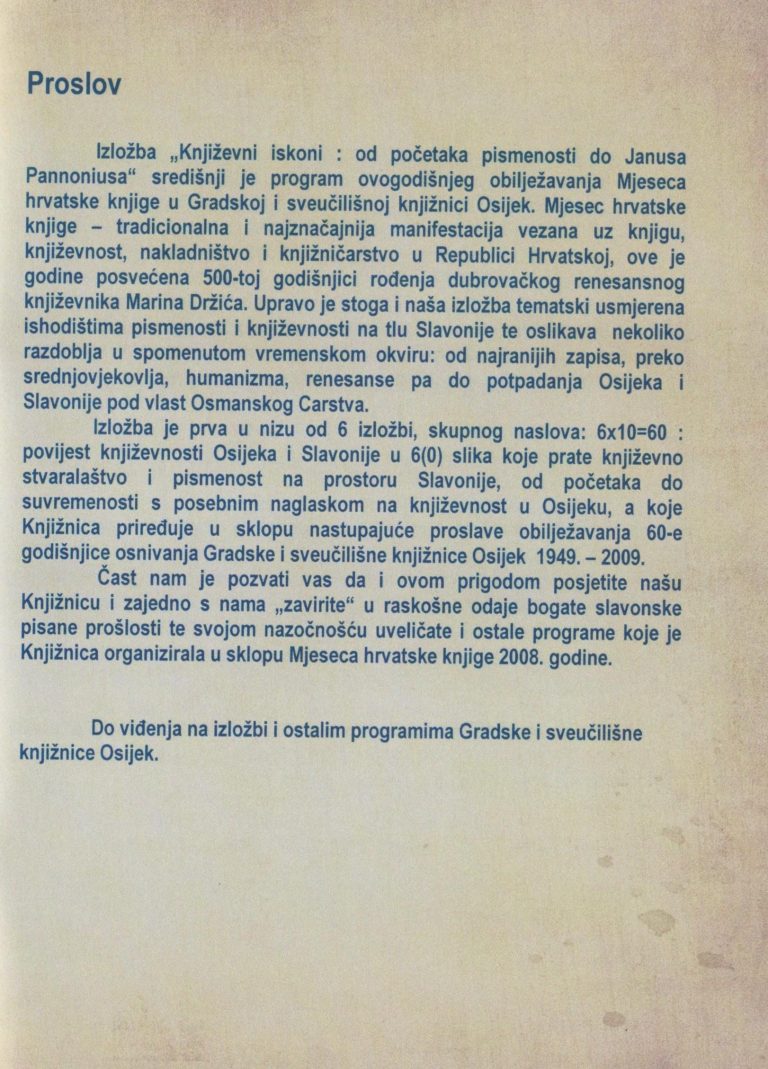 Proslov
Izložba „Književni iskoni : od početaka pismenosti do Janusa
Pannoniusa“ središnji je program ovogodišnjeg obilježavanja Mjeseca
hrvatske knjige u Gradskoj i sveučilišnoj knjižnici Osijek. Mjesec hrvatske
knjige – tradicionalna i najznačajnija manifestacija vezana uz knjigu,
književnost, nakladništvo i knjižničarstvo u Republici Hrvatskoj, ove je
godine posvećena 500-toj godišnjici rođenja dubrovačkog renesansnog
književnika Marina Držića. Upravo je stoga i naša izložba tematski usmjerena
ishodištima pismenosti i književnosti na tlu Slavonije te oslikava nekoliko
razdoblja u spomenutom vremenskom okviru: od najranijih zapisa, preko
srednjovjekovlja, humanizma, renesanse pa do potpadanja Osijeka i
Slavonije pod vlast Osmanskog Carstva.
Izložba je prva u nizu od 6 izložbi, skupnog naslova: 6x10=60 :
povijest književnosti Osijeka i Slavonije u 6(0) slika koje prate književno
stvaralaštvo i pismenost na prostoru Slavonije, od početaka do
suvremenosti s posebnim naglaskom na književnost u Osijeku, a koje
Knjižnica priređuje u sklopu nastupajuće proslave obilježavanja 60-e
godišnjice osnivanja Gradske i sveučilišne knjižnice Osijek 1949. – 2009.
Čast nam je pozvati vas da i ovom prigodom posjetite našu
Knjižnicu i zajedno s nama „zavirite“ u raskošne odaje bogate slavonske
pisane prošlosti te svojom nazočnošću uveličate i ostale programe koje je
Knjižnica organizirala u sklopu Mjeseca hrvatske knjige 2008. godine.
Do viđenja na izložbi i ostalim programima Gradske i sveučilišne
knjižnice Osijek.